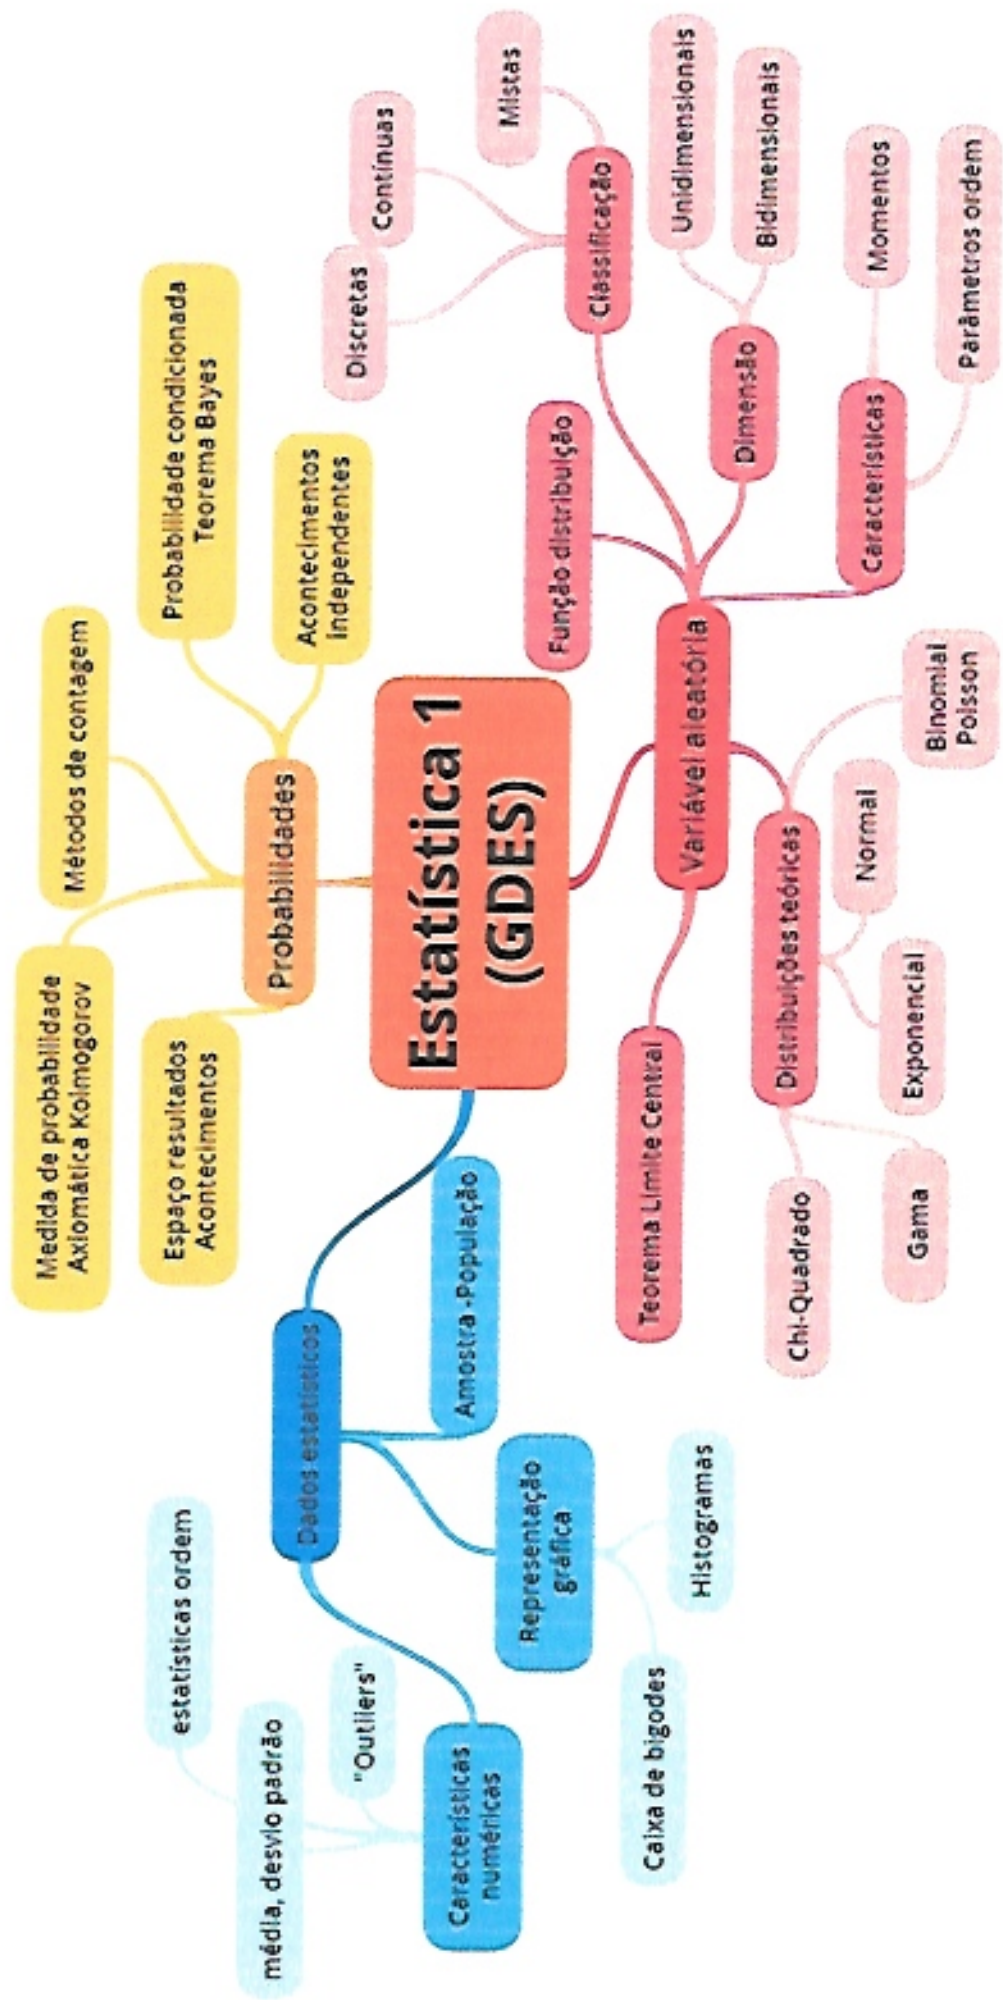 Estatística 1
(GDES)
Dados estatísticos
Características
numéricas
estatísticas ordem
média, desvio padrão
"Outliers"
Representação
gráfica
Caixa de bigodes
Histogramas
Amostra -População
Probabilidades
Medida de probabilidade
Axiomática Kolmogorov
Espaço resultados
Acontecimentos
Métodos de contagem
Probabilidade condicionada
Teorema Bayes
Acontecimentos
independentes
Variável aleatória
Teorema Limite Central
Função distribuição
Classificação
Discretas
Contínuas
Mistas
Dimensão
Unidimensionais
Bidimensionais
Características
Momentos
Parâmetros ordem
Distribuições teóricas
Chi-Quadrado
Gama
Exponencial
Normal
Binomial
Poisson